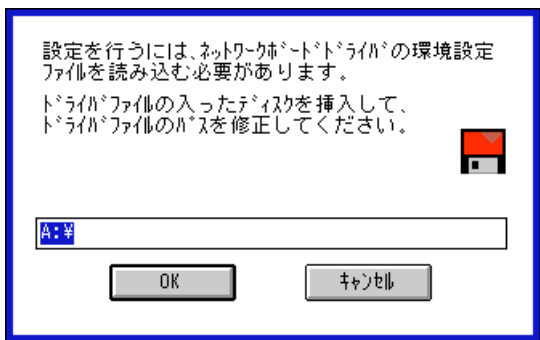 設定を行うには､ﾈｯﾄﾜｰｸﾎﾞｰﾄﾞﾄﾞﾗｲﾊﾞの環境設定
ﾌｧｲﾙを読み込む必要があります。
ﾄﾞﾗｲﾊﾞﾌｧｲﾙの入ったﾃﾞｨｽｸを挿入して､
ﾄﾞﾗｲﾊﾞﾌｧｲﾙのﾊﾟｽを修正してください。
A:¥
OK
ｷｬﾝｾﾙ